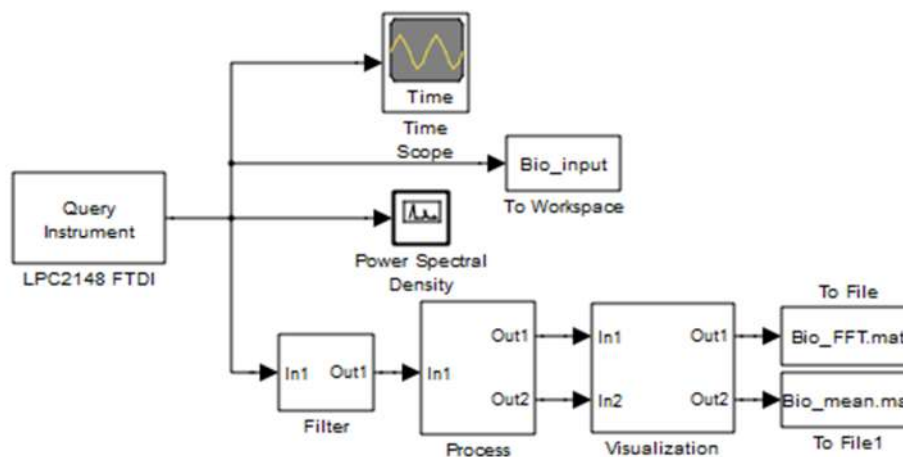 Time
Time
Scope
Bio_input
To Workspace
Query
Instrument
LPC2148 FTDI
Power Spectral
Density
To File
In1 Out1
Filter
In1
Out1
Out2
Process
In1
In2
Out1
Out2
Visualization
Bio_FFT.mat
Bio_mean.ma
To File1